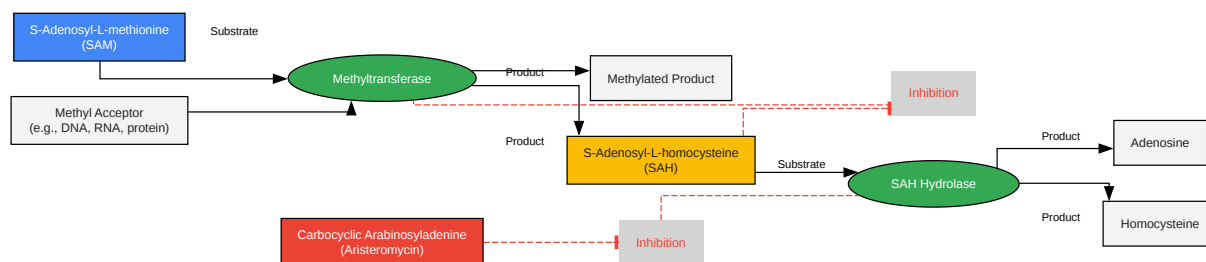 S-Adenosyl-L-methionine
(SAM)
Substrate
Methyltransferase
Product
Methylated Product
Inhibition
Methyl Acceptor
(e.g., DNA, RNA, protein)
Product
S-Adenosyl-L-homocysteine
(SAH)
Substrate
SAH Hydrolase
Product
Adenosine
Product
Homocysteine
Carbocyclic Arabinosyladenine
(Aristeromycin)
Inhibition